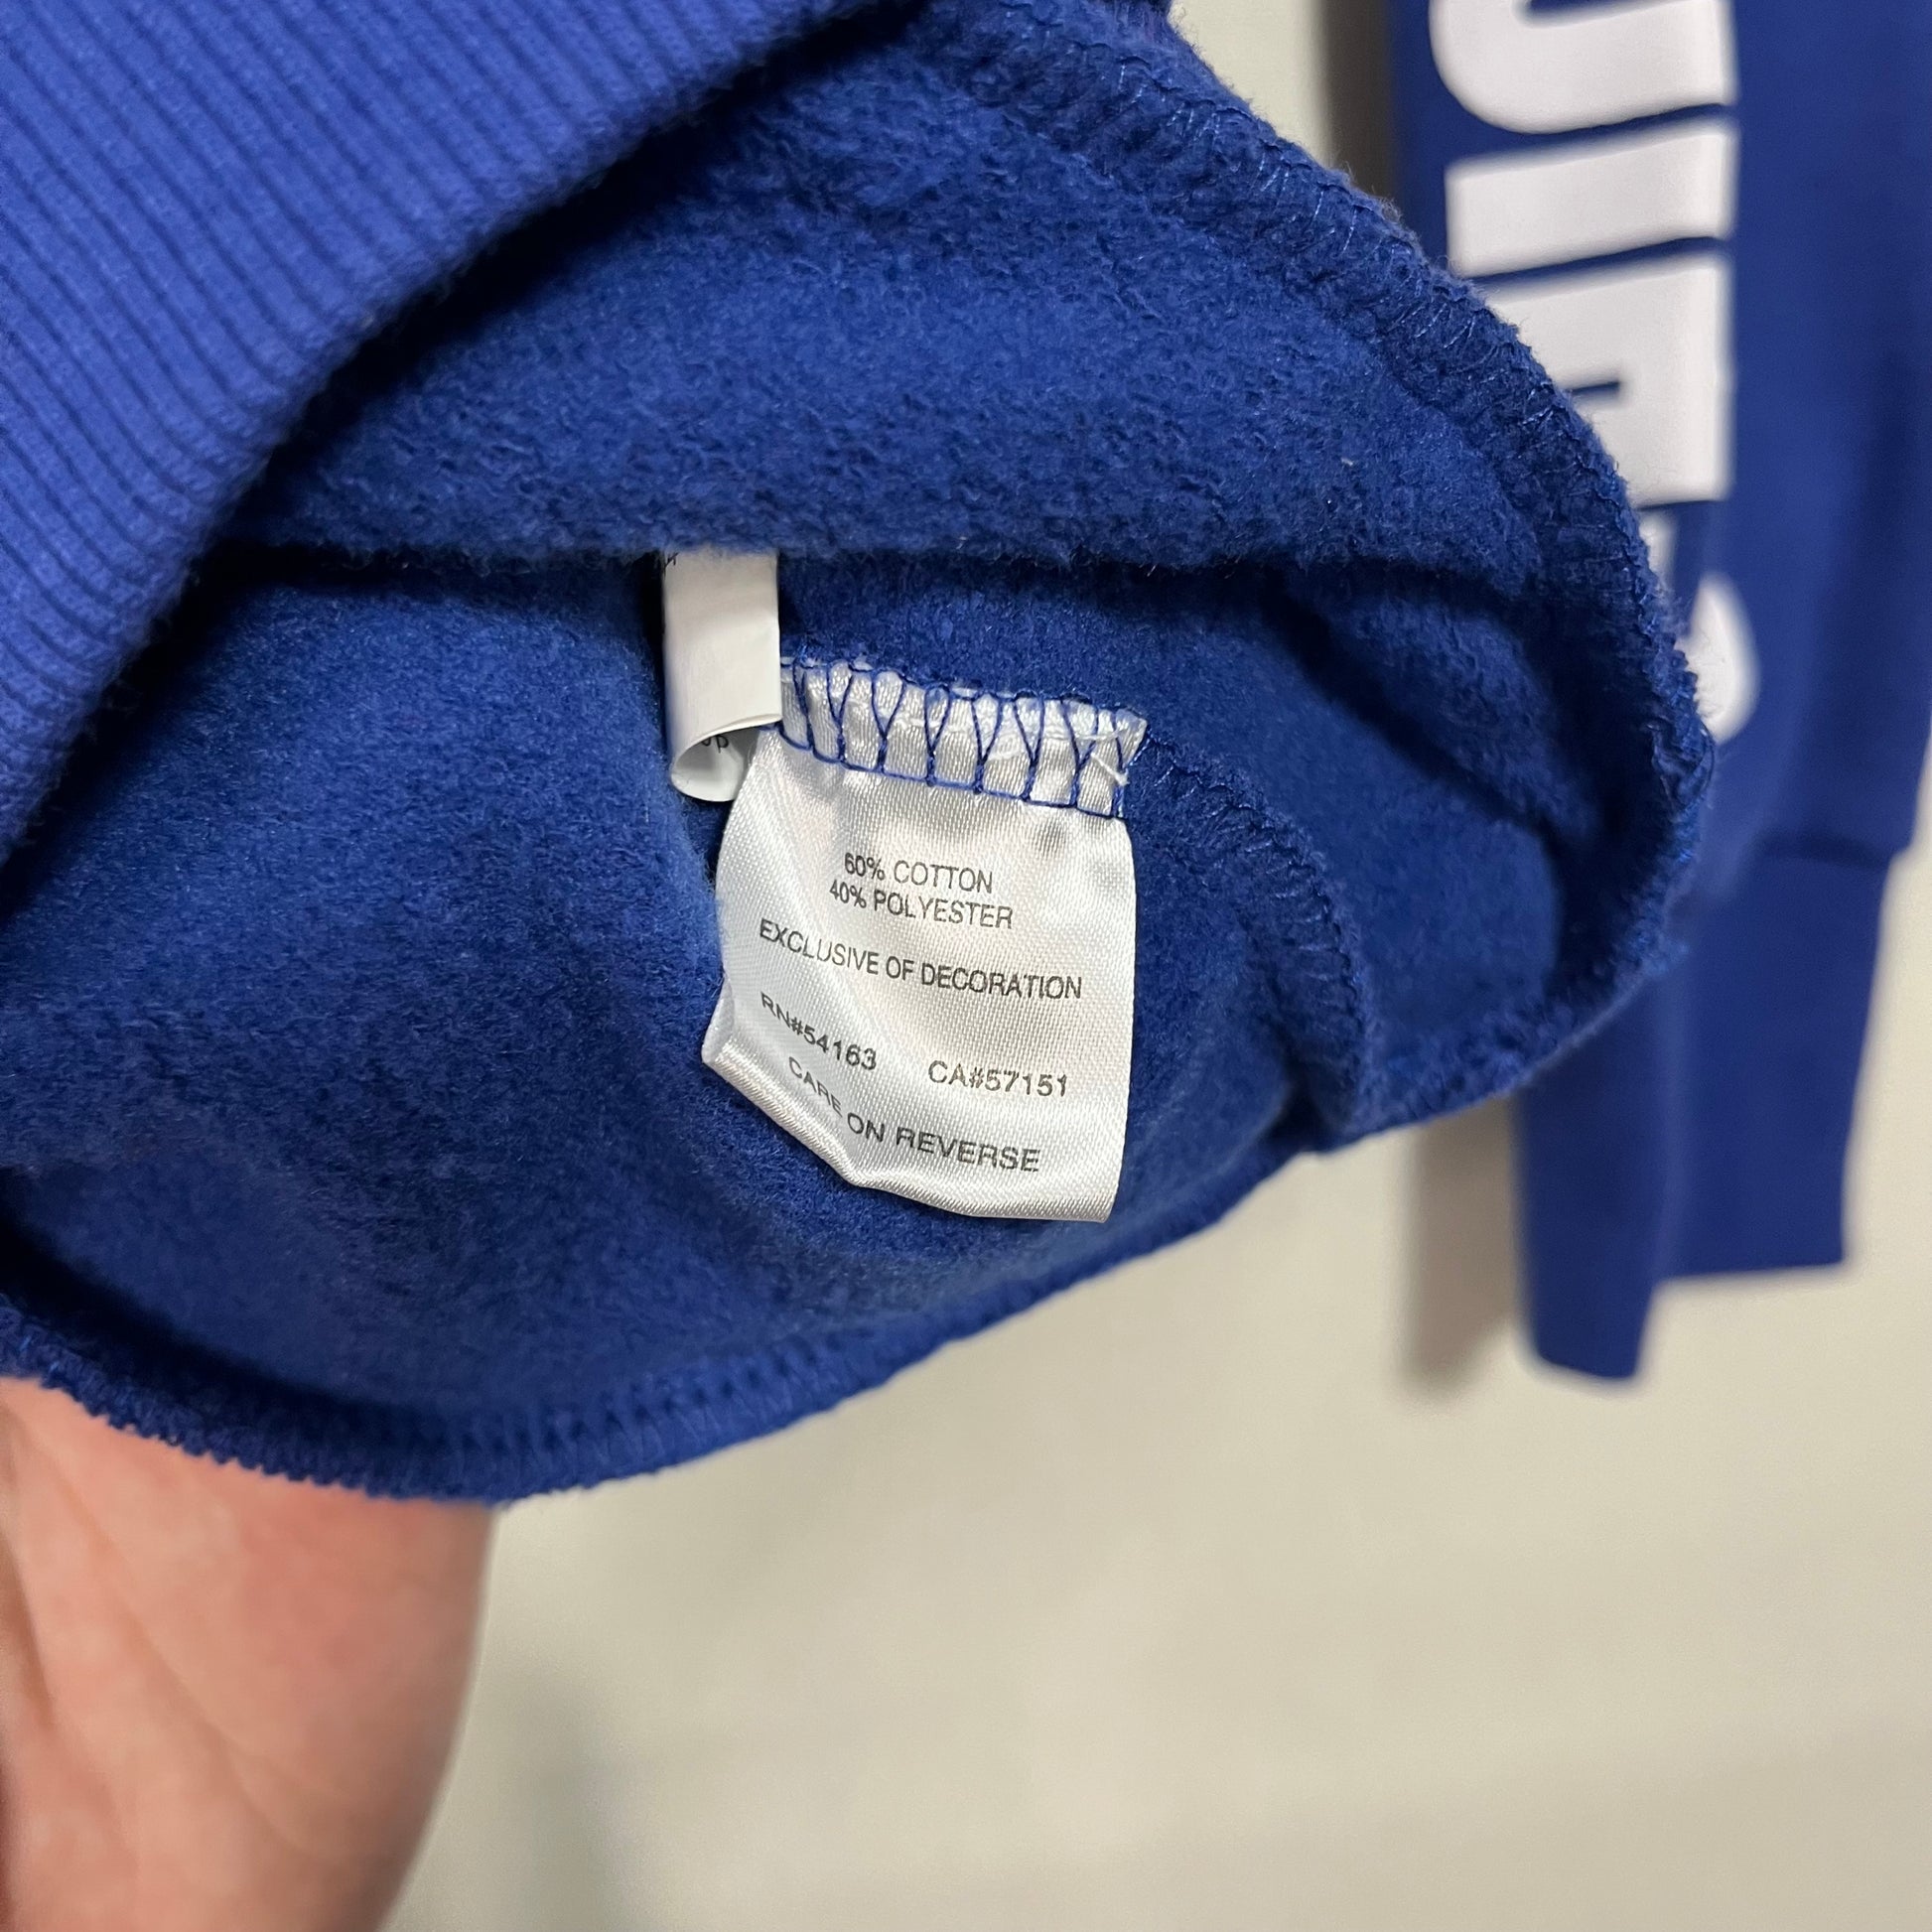 60% COTTON
40% POLYESTER
EXCLUSIVE OF DECORATION
RN#54163 CA#57151
CARE ON REVERSE